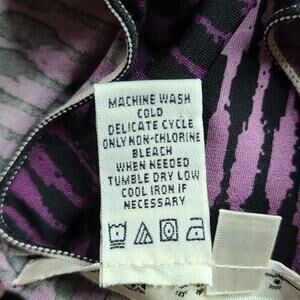 MACHINE WASH
COLD
DELICATE CYCLE
ONLY NON-CHLORINE
BLEACH
WHEN NEEDED
TUMBLE DRY LOW
COOL IRON IF
NECESSARY